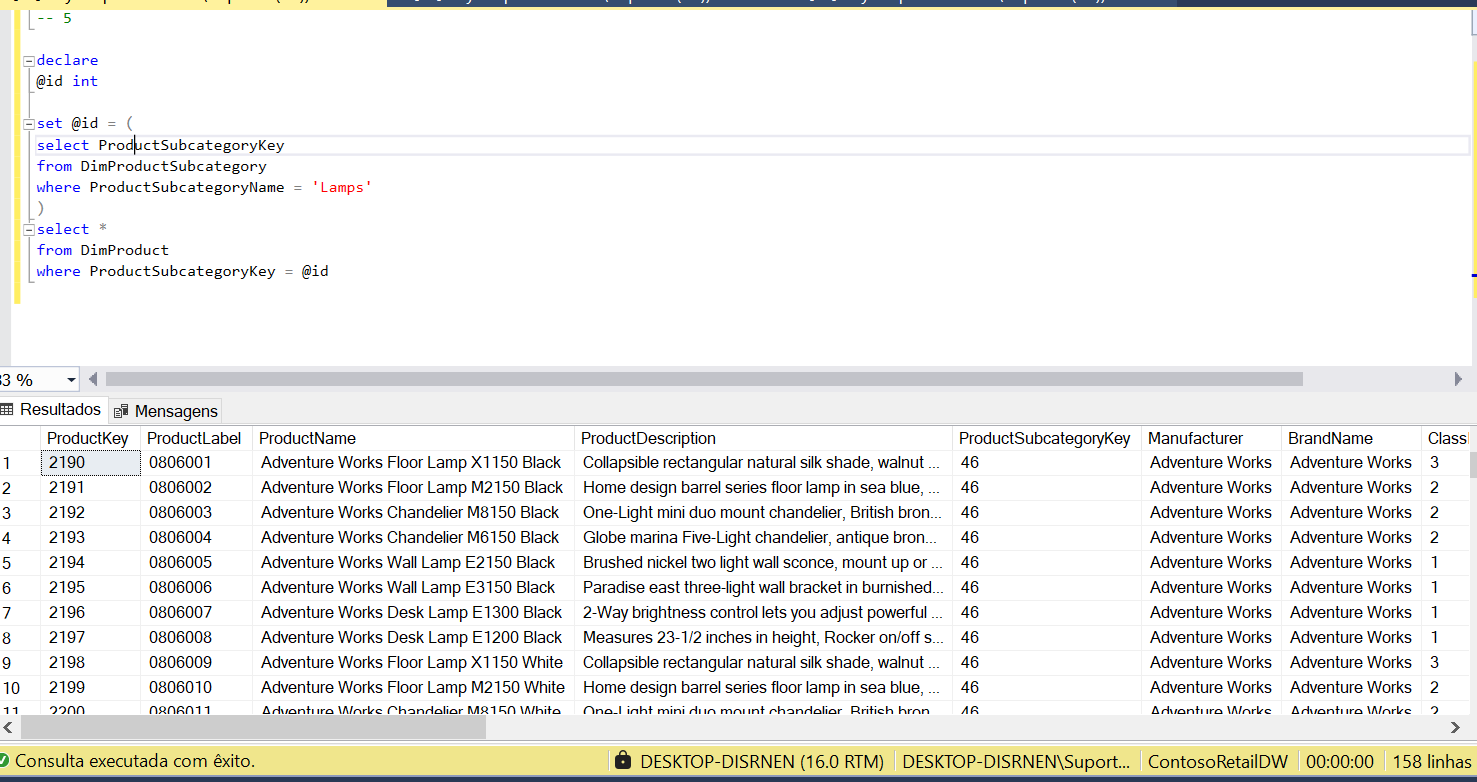 -- 5
declare
@id int
set @id = (
select ProductSubcategoryKey
from DimProductSubcategory
where ProductSubcategoryName = 'Lamps'
)
select *
from DimProduct
where ProductSubcategoryKey = @id
Resultados Mensagens
ProductKey ProductLabel ProductName ProductDescription ProductSubcategoryKey Manufacturer BrandName
1 2190 0806001 Adventure Works Floor Lamp X1150 Black Collapsible rectangular natural silk shade, walnut ... 46 Adventure Works Adventure Works 3
2 2191 0806002 Adventure Works Floor Lamp M2150 Black Home design barrel series floor lamp in sea blue, ... 46 Adventure Works Adventure Works 2
3 2192 0806003 Adventure Works Chandelier M8150 Black One-Light mini duo mount chandelier, British bron... 46 Adventure Works Adventure Works 2
4 2193 0806004 Adventure Works Chandelier M6150 Black Globe marina Five-Light chandelier, antique bron... 46 Adventure Works Adventure Works 2
5 2194 0806005 Adventure Works Wall Lamp E2150 Black Brushed nickel two light wall sconce, mount up or ... 46 Adventure Works Adventure Works 1
6 2195 0806006 Adventure Works Wall Lamp E3150 Black Paradise east three-light wall bracket in burnished... 46 Adventure Works Adventure Works 1
7 2196 0806007 Adventure Works Desk Lamp E1300 Black 2-Way brightness control lets you adjust powerful ... 46 Adventure Works Adventure Works 1
8 2197 0806008 Adventure Works Desk Lamp E1200 Black Measures 23-1/2 inches in height, Rocker on/off s... 46 Adventure Works Adventure Works 1
9 2198 0806009 Adventure Works Floor Lamp X1150 White Collapsible rectangular natural silk shade, walnut ... 46 Adventure Works Adventure Works 3
10 2199 0806010 Adventure Works Floor Lamp M2150 White Home design barrel series floor lamp in sea blue, ... 46 Adventure Works Adventure Works 2
11 2200 0806011 Adventure Works Chandelier M8150 White One-Light mini duo mount chandelier, British bron... 46 Adventure Works Adventure Works 2
Consulta executada com êxito. DESKTOP-DISRNEN (16.0 RTM) DESKTOP-DISRNEN\Suport... ContosoRetailDW 00:00:00 158 linhas